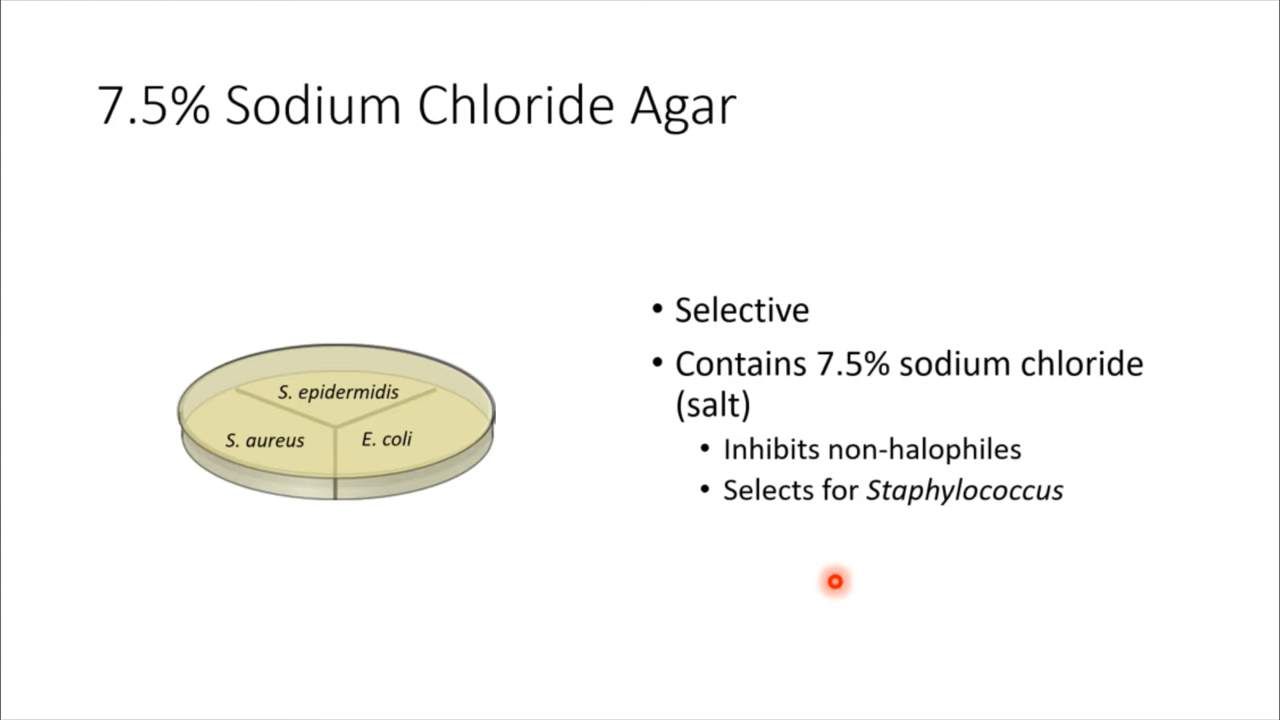 7.5% Sodium Chloride Agar
S. epidermidis
S. aureus
E. coli
• Selective
• Contains 7.5% sodium chloride
(salt)
• Inhibits non-halophiles
• Selects for Staphylococcus